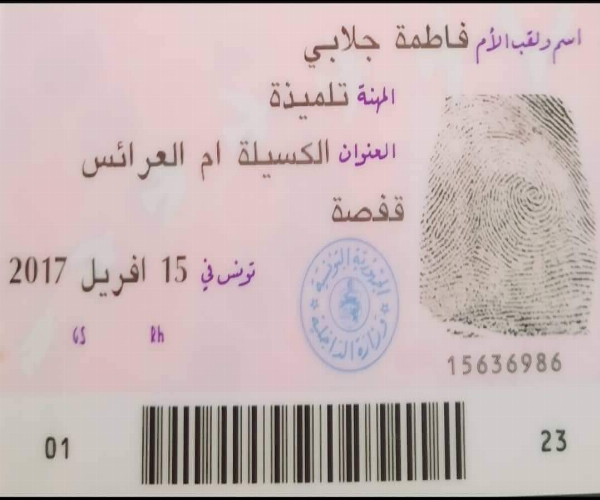 اسم ولقب الأم فاطمة جلابي
المهنة تلميذة
العنوان الكسيلة ام العرائس
قفصة
تونس في 15 افريل 2017
GS Rh
الجمهورية التونسية
وزارة الداخلية
15636986
01 23